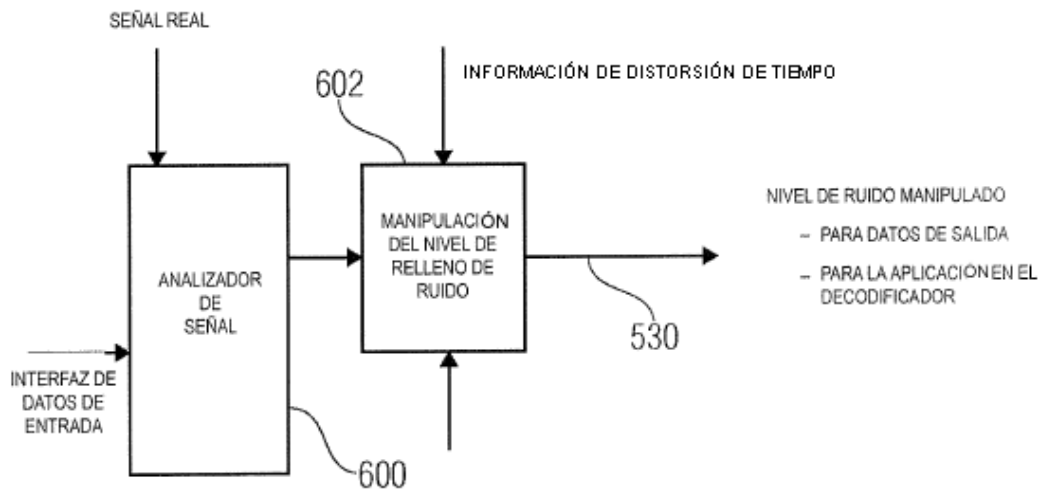 SEÑAL REAL
INFORMACIÓN DE DISTORSIÓN DE TIEMPO
602
NIVEL DE RUIDO MANIPULADO
– PARA DATOS DE SALIDA
– PARA LA APLICACIÓN EN EL
DECODIFICADOR
MANIPULACIÓN
DEL NIVEL DE
RELLENO DE
RUIDO
ANALIZADOR
DE
SEÑAL
530
INTERFAZ DE
DATOS DE
ENTRADA
600